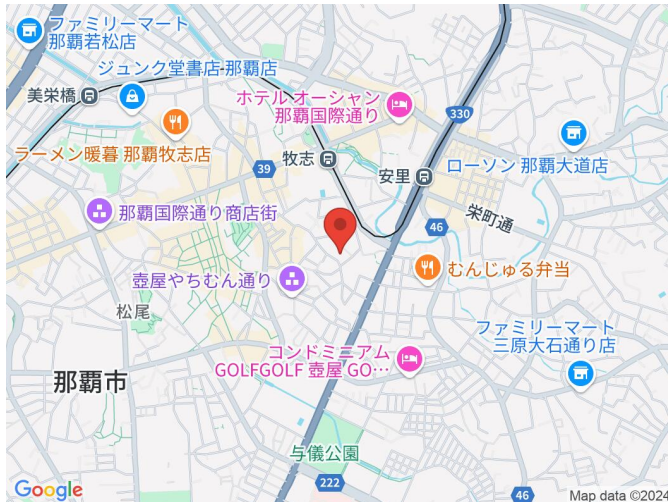 ファミリーマート
那覇若松店
ジュンク堂書店 那覇店
美栄橋
ホテル オーシャン
那覇国際通り
330
ラーメン暖暮 那覇牧志店
牧志
39
安里
ローソン 那覇大道店
栄町通
那覇国際通り商店街
46
壺屋やちむん通り
むんじゅる弁当
松尾
ファミリーマート
三原大石通り店
コンドミニアム
GOLFGOLF 壺屋 GO…
那覇市
与儀公園
222
46
Google
Map data ©2024